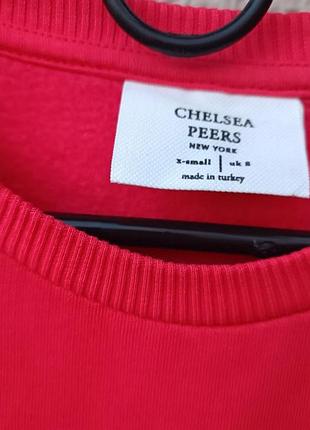 CHELSEA
PEERS
NEW YORK
x-small | uk 8
made in turkey